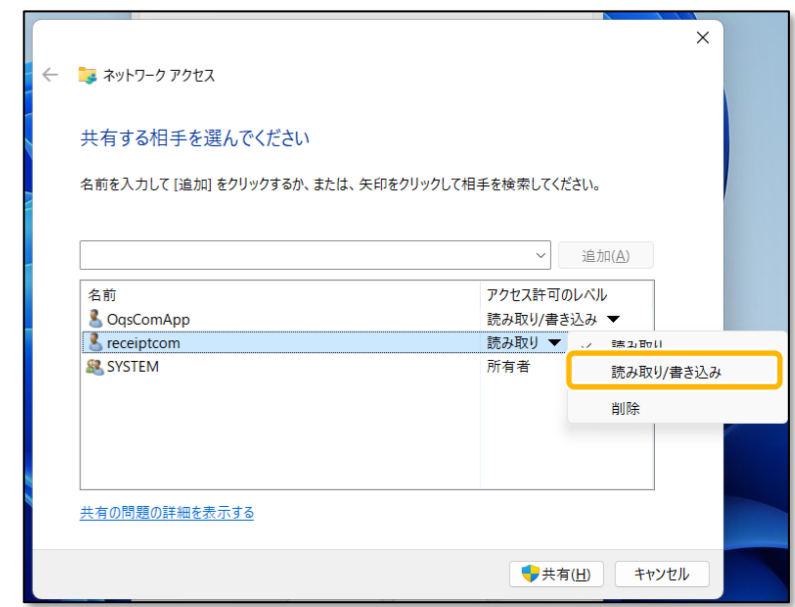 ネットワーク アクセス
共有する相手を選んでください
名前を入力して [追加] をクリックするか、または、矢印をクリックして相手を検索してください。
追加(A)
名前 アクセス許可のレベル
OqsComApp 読み取り/書き込み
receiptcom 読み取り 読み取り
読み取り/書き込み
SYSTEM 所有者
削除
共有の問題の詳細を表示する
共有(H) キャンセル